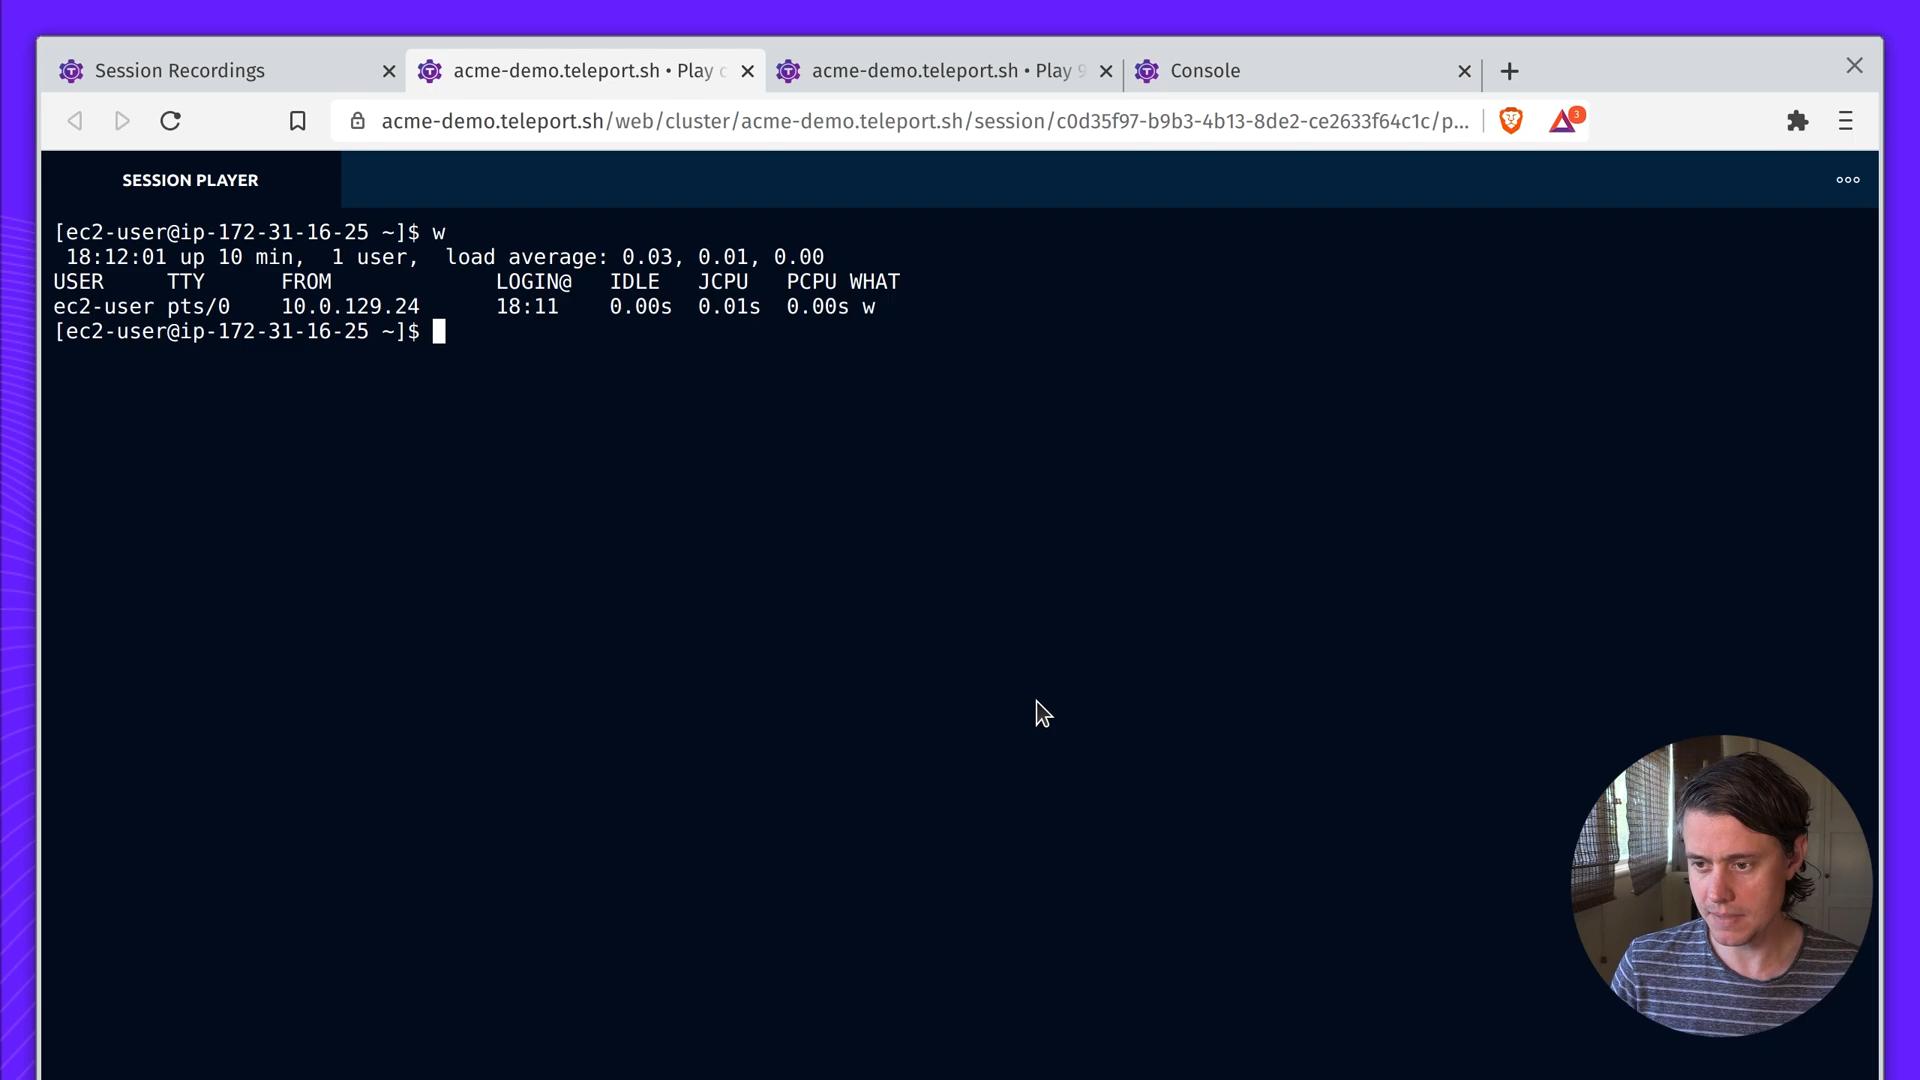 Session Recordings
acme-demo.teleport.sh • Play
acme-demo.teleport.sh • Play
Console
acme-demo.teleport.sh/web/cluster/acme-demo.teleport.sh/session/c0d35f97-b9b3-4b13-8de2-ce2633f64c1c/p...
3
SESSION PLAYER
[ec2-user@ip-172-31-16-25 ~]$ w
18:12:01 up 10 min,  1 user,  load average: 0.03, 0.01, 0.00
USER     TTY      FROM             LOGIN@   IDLE   JCPU   PCPU WHAT
ec2-user pts/0    10.0.129.24      18:11    0.00s  0.01s  0.00s w
[ec2-user@ip-172-31-16-25 ~]$